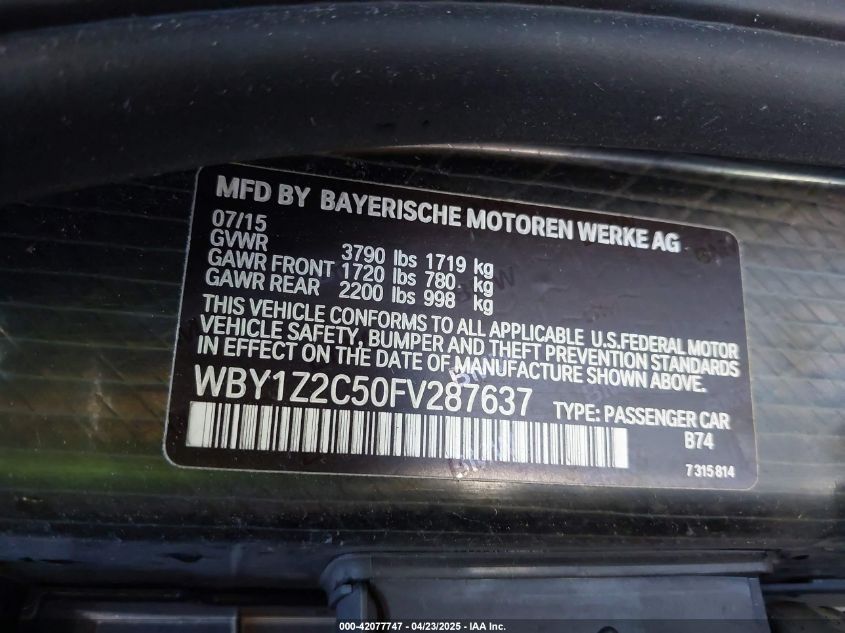 MFD BY BAYERISCHE MOTOREN WERKE AG
07/15
GVWR 3790 lbs 1719 kg
GAWR FRONT 1720 lbs 780 kg
GAWR REAR 2200 lbs 998 kg
THIS VEHICLE CONFORMS TO ALL APPLICABLE U.S.FEDERAL MOTOR
VEHICLE SAFETY, BUMPER AND THEFT PREVENTION STANDARDS
IN EFFECT ON THE DATE OF MANUFACTURE SHOWN ABOVE.
WBY1Z2C50FV287637 TYPE: PASSENGER CAR
B74
7 315 814
000-42077747 - 04/23/2025 - IAA Inc.